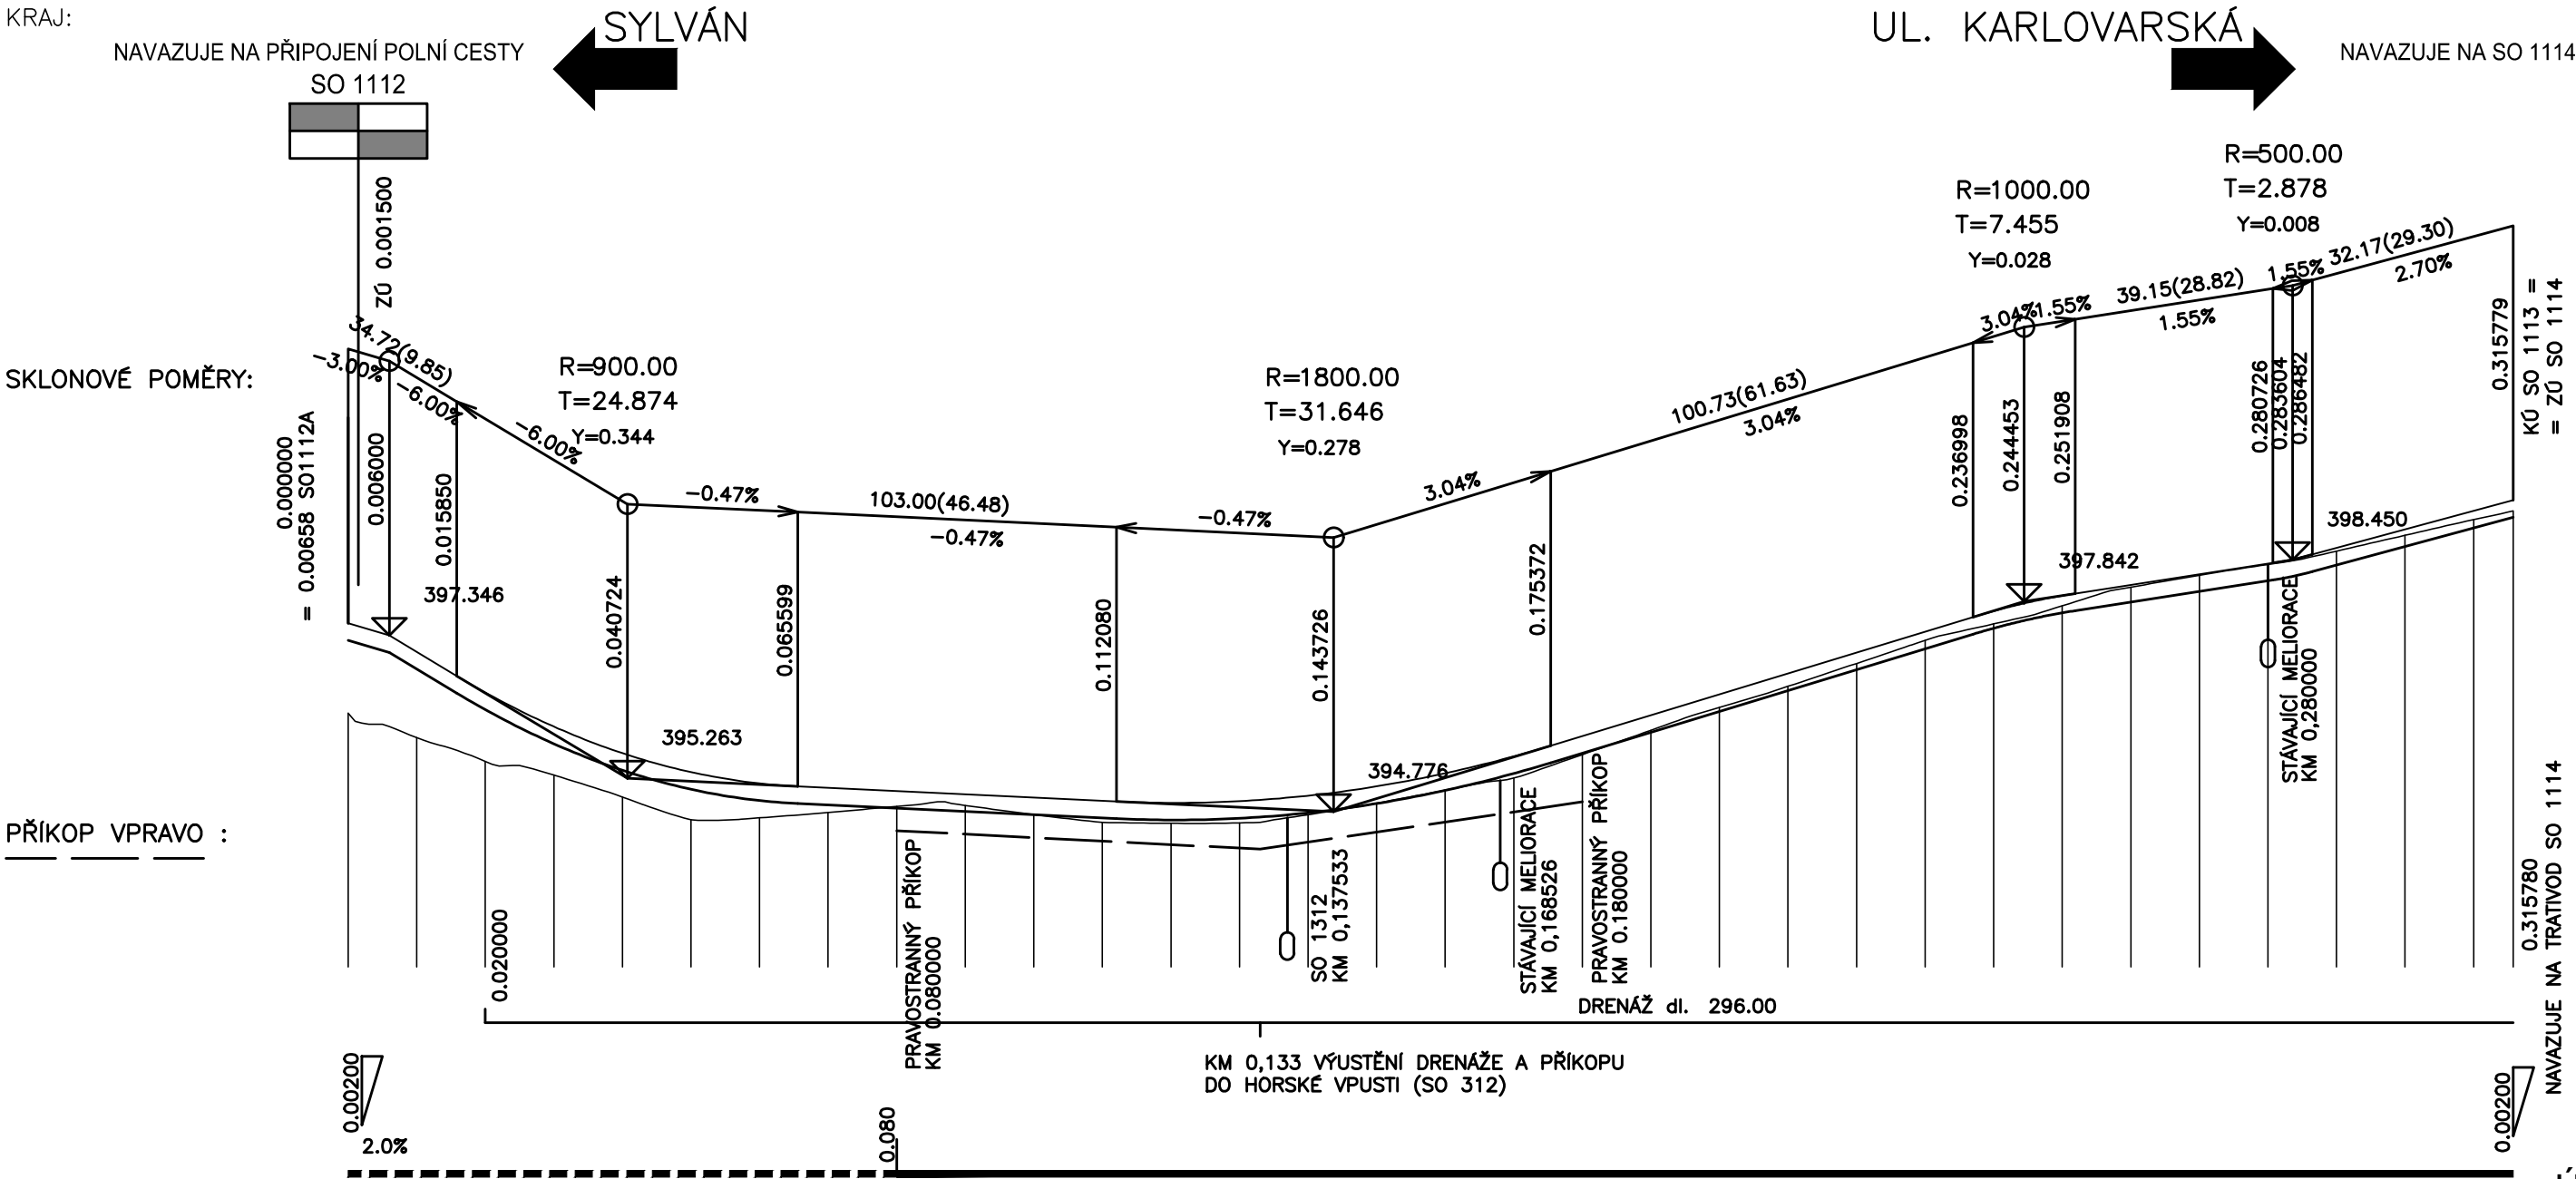 KRAJ:
SYLVÁN
UL. KARLOVARSKÁ
NAVAZUJE NA PŘIPOJENÍ POLNÍ CESTY
SO 1112
NAVAZUJE NA SO 1114
ZÚ 0.001500
R=500.00
T=2.878
Y=0.008
R=1000.00
T=7.455
Y=0.028
R=900.00
T=24.874
Y=0.344
R=1800.00
T=31.646
Y=0.278
SKLONOVÉ POMĚRY:
34.72(9.85)
-3.00%
-6.00%
-6.00%
-0.47%
103.00(46.48)
-0.47%
-0.47%
3.04%
100.73(61.63)
3.04%
3.04%
1.55%
39.15(28.82)
1.55%
1.55%
32.17(29.30)
2.70%
0.000000
= 0.00658 SO1112A
0.006000
0.015850
0.040724
0.065599
0.112080
0.143726
0.175372
0.236998
0.244453
0.251908
0.280726
0.283604
0.286482
0.315779
KÚ SO 1113 =
= ZÚ SO 1114
397.346
395.263
394.776
397.842
398.450
PŘÍKOP VPRAVO :
0.020000
PRAVOSTRANNÝ PŘÍKOP
KM 0.080000
SO 1312
KM 0,137533
STÁVAJÍCÍ MELIORACE
KM 0,168526
PRAVOSTRANNÝ PŘÍKOP
KM 0.180000
STÁVAJÍCÍ MELIORACE
KM 0,280000
0.315780
NAVAZUJE NA TRATIVOD SO 1114
DRENÁŽ dl. 296.00
KM 0,133 VÝUSTĚNÍ DRENÁŽE A PŘÍKOPU
DO HORSKÉ VPUSTI (SO 312)
0.00200
2.0%
0.080
0.00200